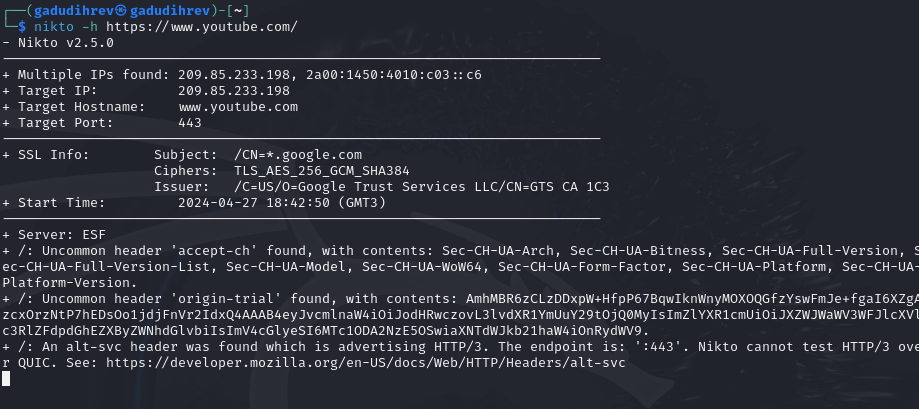 ┌──(gadudihrev㉿gadudihrev)-[~]
└─$ nikto -h https://www.youtube.com/
- Nikto v2.5.0
---------------------------------------------------------------------------
+ Multiple IPs found: 209.85.233.198, 2a00:1450:4010:c03::c6
+ Target IP:          209.85.233.198
+ Target Hostname:    www.youtube.com
+ Target Port:        443
---------------------------------------------------------------------------
+ SSL Info:        Subject:  /CN=*.google.com
                   Ciphers:  TLS_AES_256_GCM_SHA384
                   Issuer:   /C=US/O=Google Trust Services LLC/CN=GTS CA 1C3
+ Start Time:         2024-04-27 18:42:50 (GMT3)
---------------------------------------------------------------------------
+ Server: ESF
+ /: Uncommon header 'accept-ch' found, with contents: Sec-CH-UA-Arch, Sec-CH-UA-Bitness, Sec-CH-UA-Full-Version, S
ec-CH-UA-Full-Version-List, Sec-CH-UA-Model, Sec-CH-UA-WoW64, Sec-CH-UA-Form-Factor, Sec-CH-UA-Platform, Sec-CH-UA-
Platform-Version.
+ /: Uncommon header 'origin-trial' found, with contents: AmhMBR6zCLzDDxpW+HfpP67BqwIknWnyMOXOQGfzYswFmJe+fgaI6XZgA
zcxOrzNtP7hEDsOo1jdjFnVr2IdxQ4AAAB4eyJvcmlnaW4iOiJodHRwczovL3lvdXR1YmUuY29tOjQ0MyIsImZlYXR1cmUiOiJXZWJWaWV3WFJlcXVl
c3RlZFdpdGhEZXByZWNhdGlvbiIsImV4cGlyeSI6MTc1ODA2NzE5OSwiaXNTdWJkb21haW4iOnRydWV9.
+ /: An alt-svc header was found which is advertising HTTP/3. The endpoint is: ':443'. Nikto cannot test HTTP/3 ove
r QUIC. See: https://developer.mozilla.org/en-US/docs/Web/HTTP/Headers/alt-svc